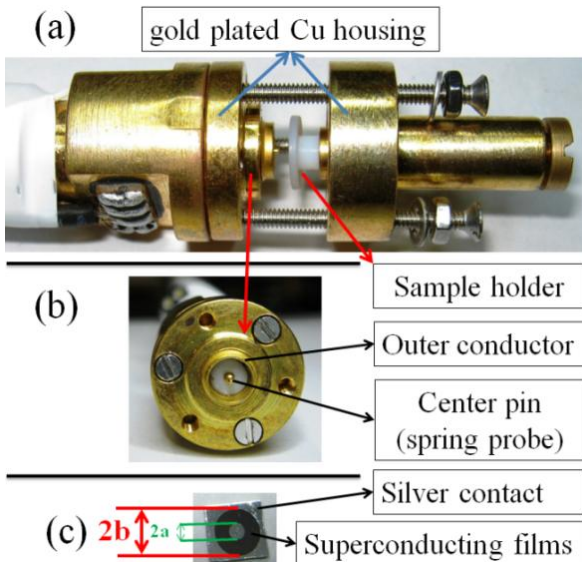 (a)
gold plated Cu housing
Sample holder
(b)
Outer conductor
Center pin
(spring probe)
Silver contact
(c)
2b
2a
Superconducting films